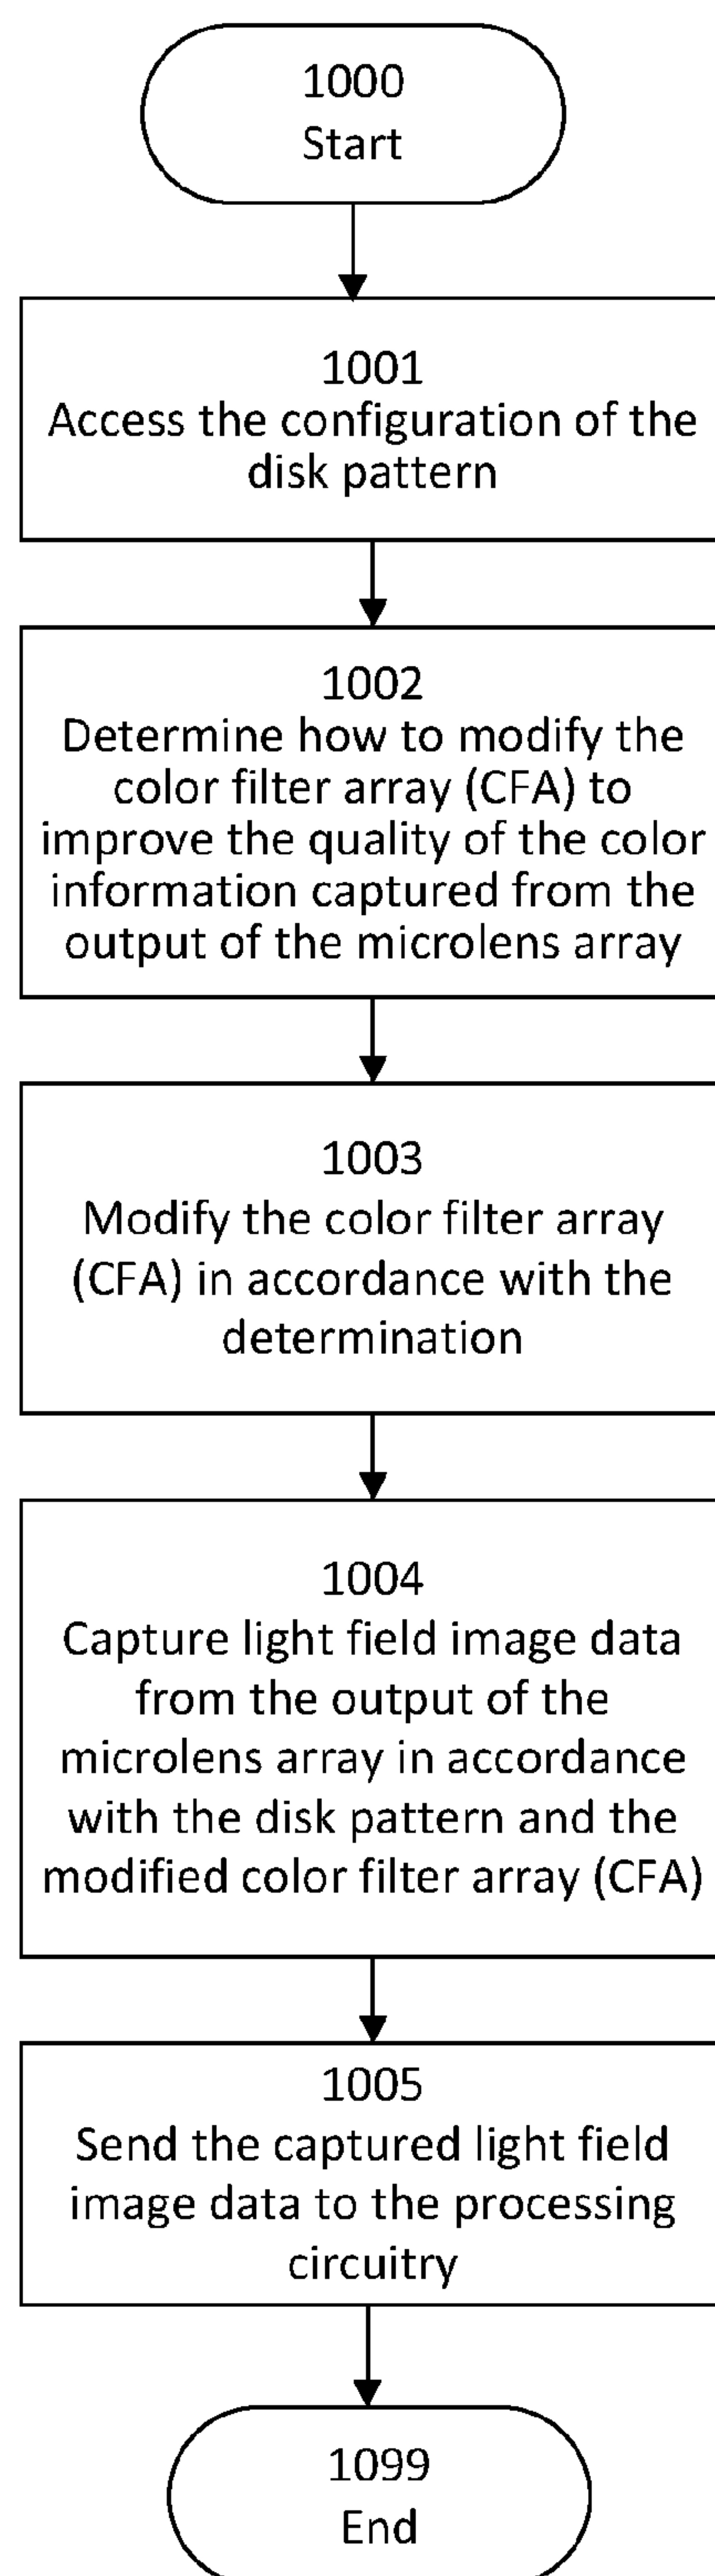 1000
Start
1001
Access the configuration of the
disk pattern
1002
Determine how to modify the
color filter array (CFA) to
improve the quality of the color
information captured from the
output of the microlens array
1003
Modify the color filter array
(CFA) in accordance with the
determination
1004
Capture light field image data
from the output of the
microlens array in accordance
with the disk pattern and the
modified color filter array (CFA)
1005
Send the captured light field
image data to the processing
circuitry
1099
End